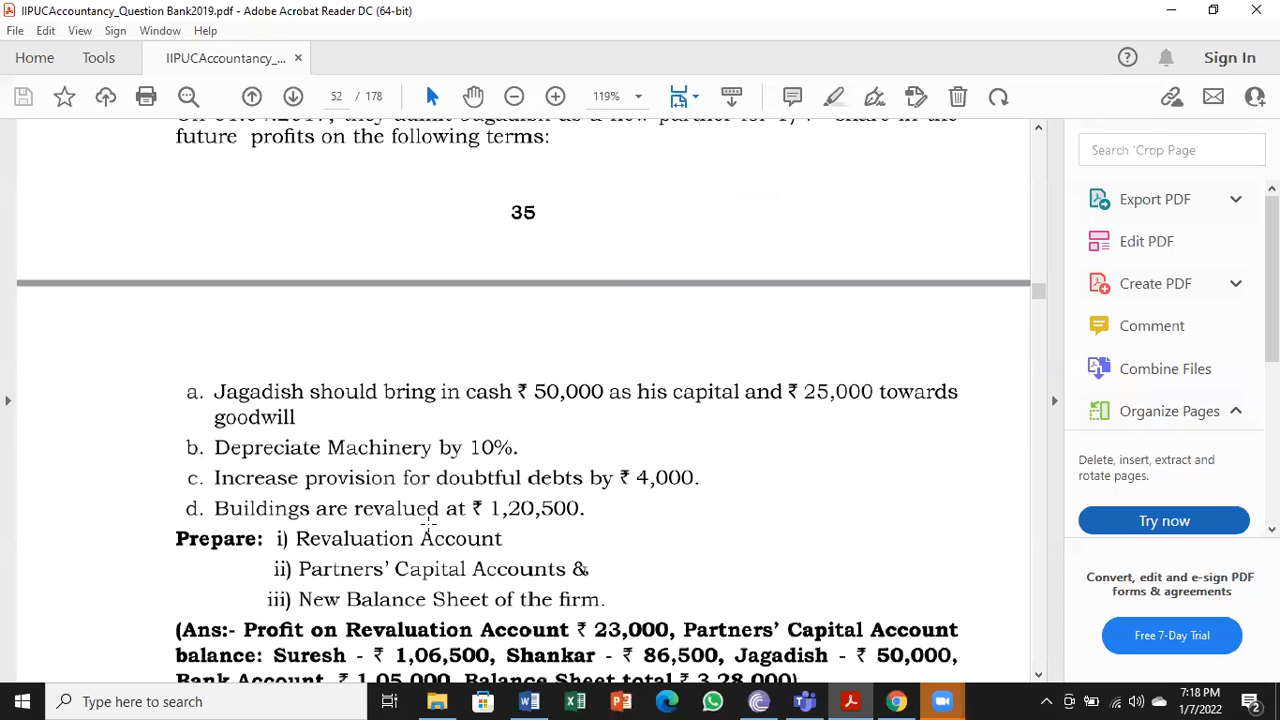 IIPUCAccountancy_Question Bank2019.pdf - Adobe Acrobat Reader DC (64-bit)
File Edit View Sign Window Help
Home Tools IIPUCAccountancy_... ×
Sign In
52 / 178
119%
future profits on the following terms:
35
a. Jagadish should bring in cash ₹ 50,000 as his capital and ₹ 25,000 towards
goodwill
b. Depreciate Machinery by 10%.
c. Increase provision for doubtful debts by ₹ 4,000.
d. Buildings are revalued at ₹ 1,20,500.
Prepare: i) Revaluation Account
ii) Partners' Capital Accounts &
iii) New Balance Sheet of the firm.
(Ans:- Profit on Revaluation Account ₹ 23,000, Partners' Capital Account
balance: Suresh - ₹ 1,06,500, Shankar - ₹ 86,500, Jagadish - ₹ 50,000,
Bank Account ₹ 1,05,000, Balance Sheet total ₹ 3,28,000)
Search 'Crop Page'
Export PDF
Edit PDF
Create PDF
Comment
Combine Files
Organize Pages
Delete, insert, extract and
rotate pages.
Try now
Convert, edit and e-sign PDF
forms & agreements
Free 7-Day Trial
Type here to search
7:18 PM
1/7/2022
2